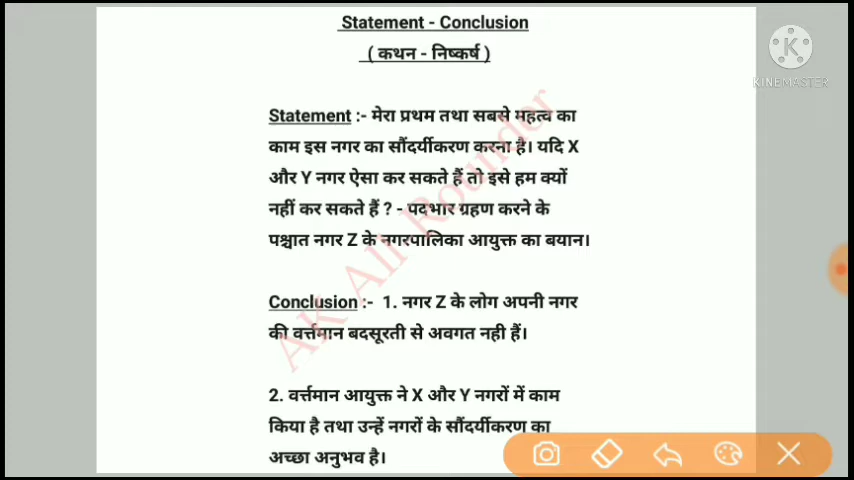 Statement - Conclusion
( कथन - निष्कर्ष )
K
KINEMASTER
Statement :- मेरा प्रथम तथा सबसे महत्व का
काम इस नगर का सौंदर्यीकरण करना है। यदि X
और Y नगर ऐसा कर सकते हैं तो इसे हम क्यों
नहीं कर सकते हैं ? - पदभार ग्रहण करने के
पश्चात नगर Z के नगरपालिका आयुक्त का बयान।
Conclusion :- 1. नगर Z के लोग अपनी नगर
की वर्त्तमान बदसूरती से अवगत नही हैं।
2. वर्त्तमान आयुक्त ने X और Y नगरों में काम
किया है तथा उन्हें नगरों के सौंदर्यीकरण का
अच्छा अनुभव है।
AK All Rounder